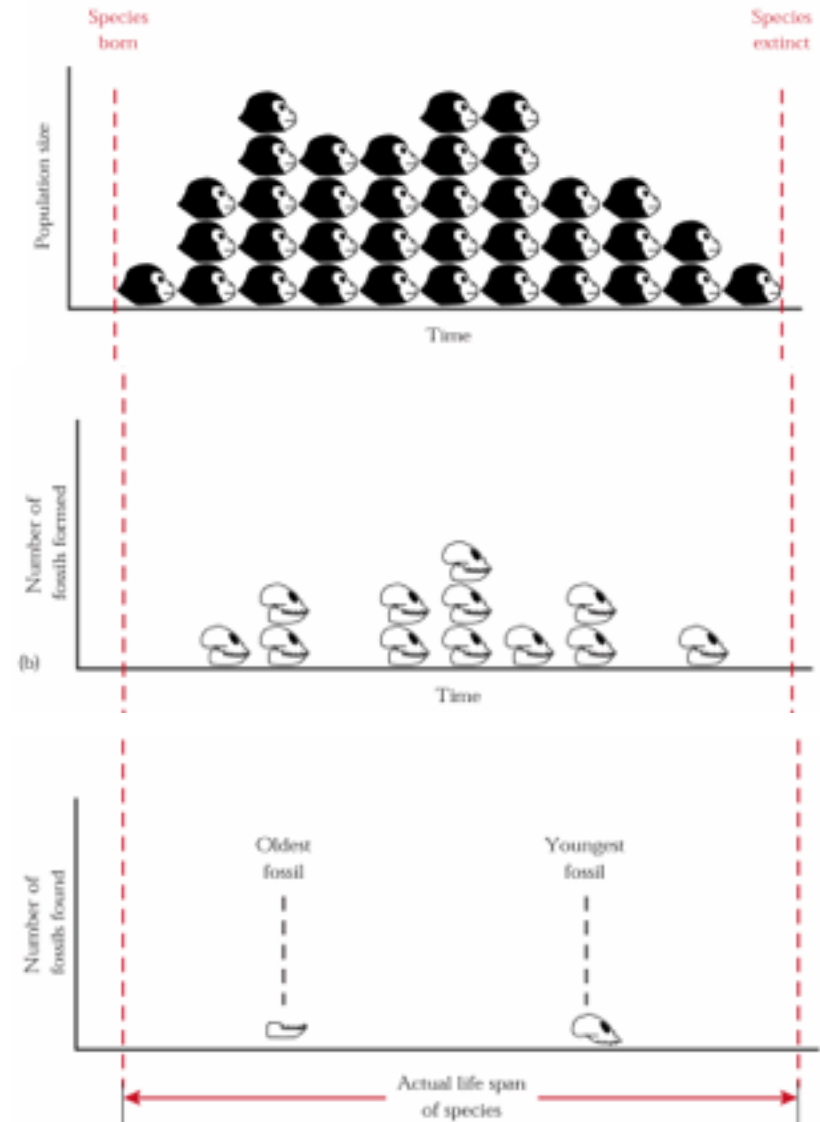 Species
born
Species
extinct
Population size
Time
Number of
fossils formed
(b)
Time
Number of
fossils found
Oldest
fossil
Youngest
fossil
Actual life span
of species